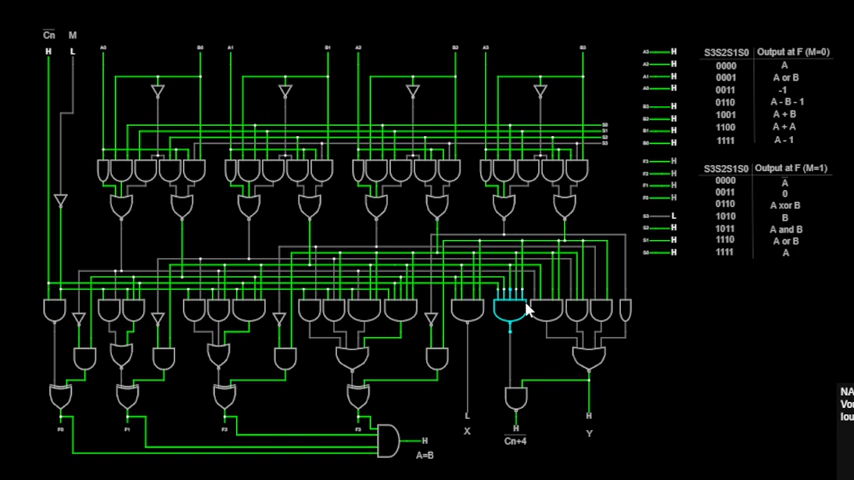 Cn M
H L
A0 B0 A1 B1 A2 B2 A3 B3
S0
S1
S2
S3
A3 H
A2 H
A1 H
A0 H
B3 H
B2 H
B1 H
B0 H
F3 H
F2 H
F1 H
F0 H
S3 L
S2 H
S1 H
S0 H
S3S2S1S0 Output at F (M=0)
0000 A
0001 A or B
0011 -1
0110 A - B - 1
1001 A + B
1100 A + A
1111 A - 1
S3S2S1S0 Output at F (M=1)
0000 A
0011 0
0110 A xor B
1010 B
1011 A and B
1110 A or B
1111 A
F0 F1 F2 F3
L
X
H
Cn+4
H
Y
H
A=B
NA
Vo
lou